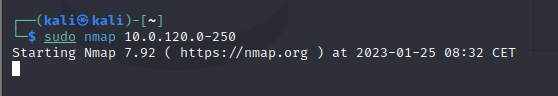 ┌──(kali㉿kali)-[~]
└─$ sudo nmap 10.0.120.0-250
Starting Nmap 7.92 ( https://nmap.org ) at 2023-01-25 08:32 CET